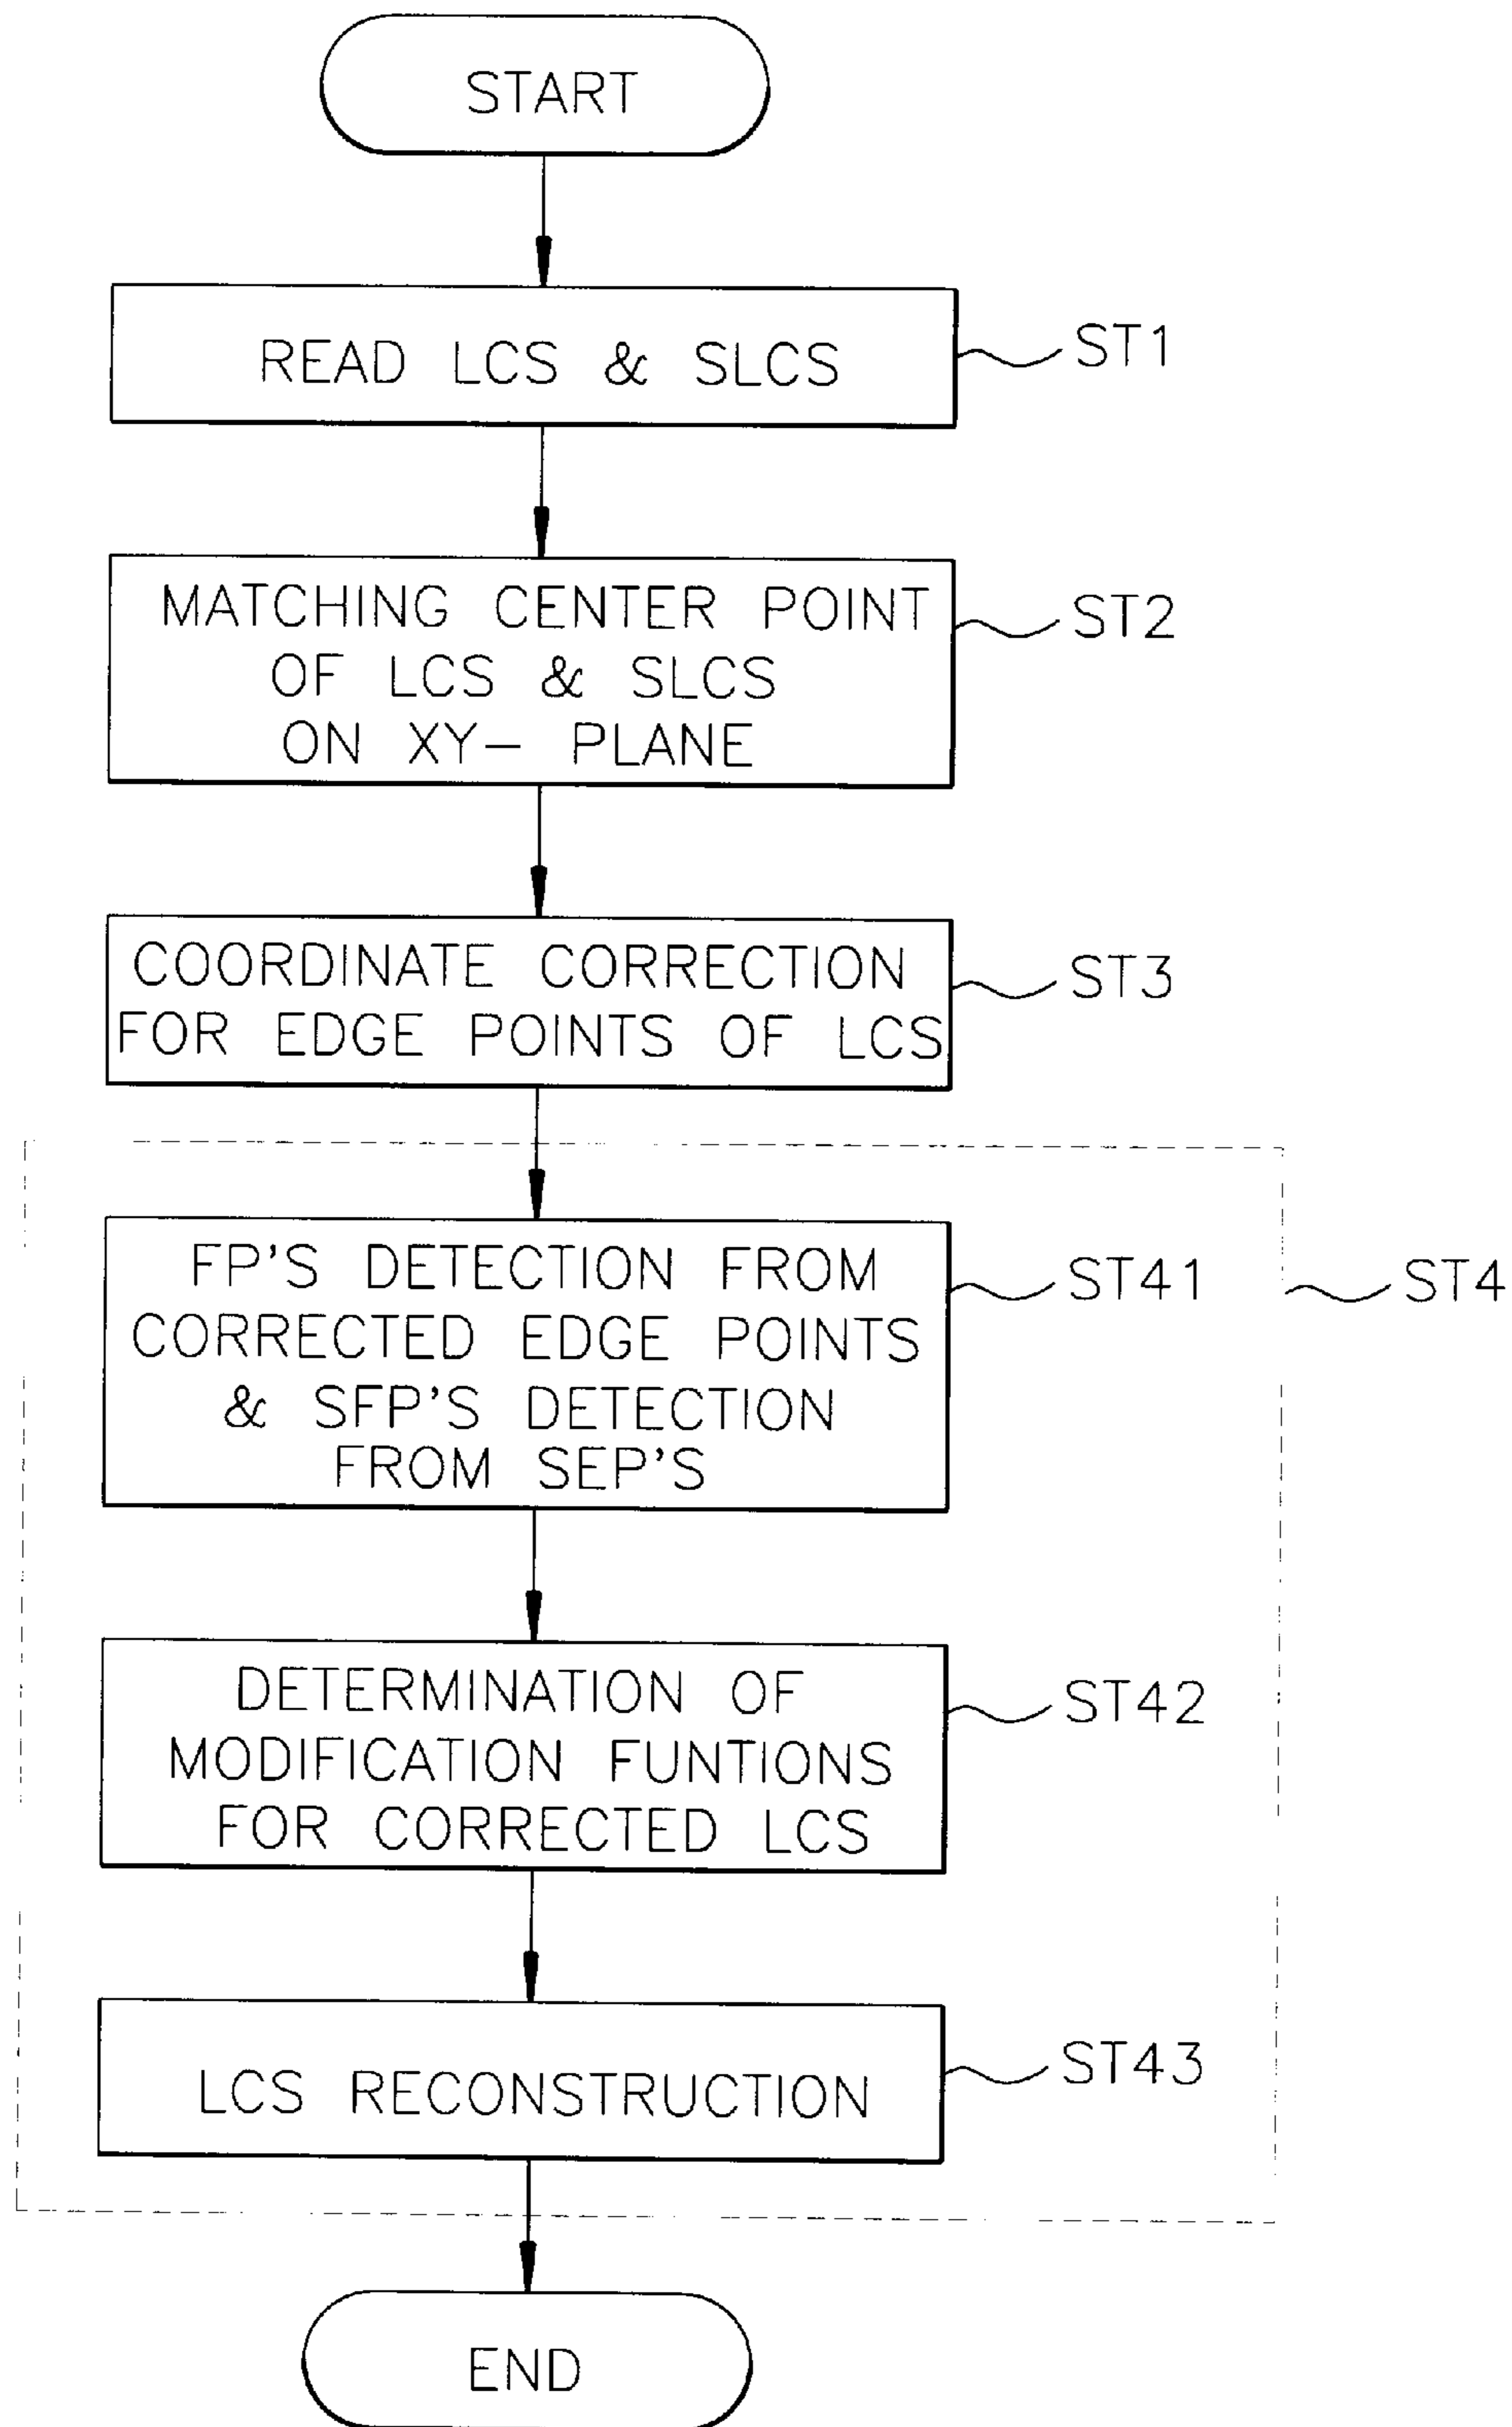 START
READ LCS & SLCS
ST1
MATCHING CENTER POINT
OF LCS & SLCS
ON XY- PLANE
ST2
COORDINATE CORRECTION
FOR EDGE POINTS OF LCS
ST3
FP'S DETECTION FROM
CORRECTED EDGE POINTS
& SFP'S DETECTION
FROM SEP'S
ST41
ST4
DETERMINATION OF
MODIFICATION FUNTIONS
FOR CORRECTED LCS
ST42
LCS RECONSTRUCTION
ST43
END